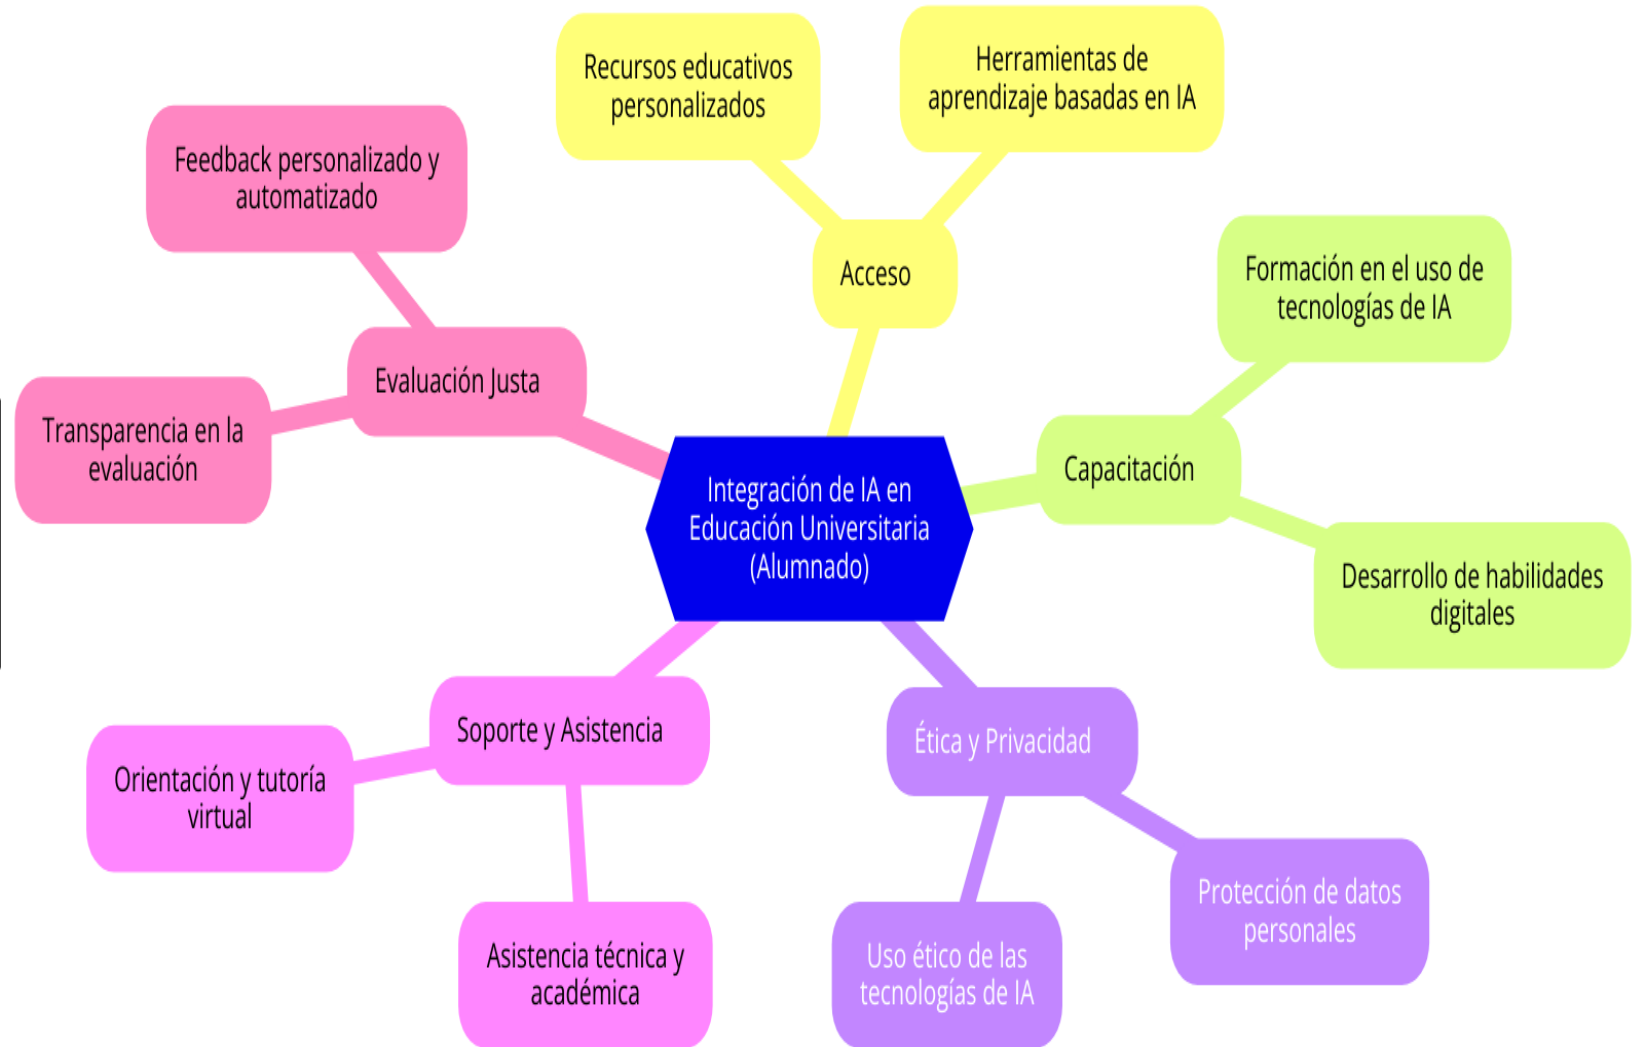 Recursos educativos
personalizados
Herramientas de
aprendizaje basadas en IA
Feedback personalizado y
automatizado
Acceso
Formación en el uso de
tecnologías de IA
Evaluación Justa
Transparencia en la
evaluación
Capacitación
Integración de IA en
Educación Universitaria
(Alumnado)
Desarrollo de habilidades
digitales
Soporte y Asistencia
Ética y Privacidad
Orientación y tutoría
virtual
Protección de datos
personales
Asistencia técnica y
académica
Uso ético de las
tecnologías de IA